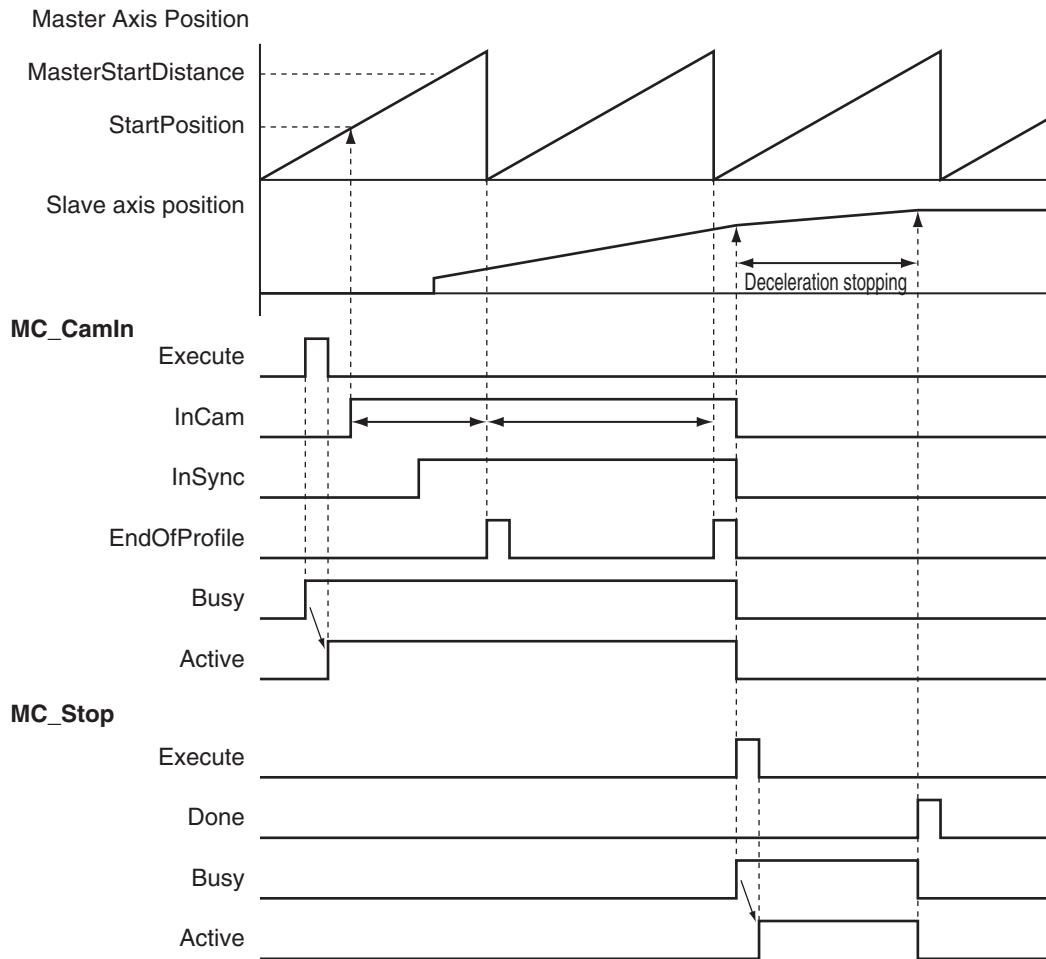 Master Axis Position
MasterStartDistance
StartPosition
Slave axis position
Deceleration stopping
MC_CamIn
Execute
InCam
InSync
EndOfProfile
Busy
Active
MC_Stop
Execute
Done
Busy
Active